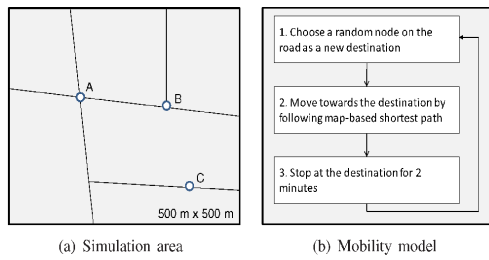 A
B
C
500 m x 500 m
(a) Simulation area
1. Choose a random node on the
road as a new destination
2. Move towards the destination by
following map-based shortest path
3. Stop at the destination for 2
minutes
(b) Mobility model